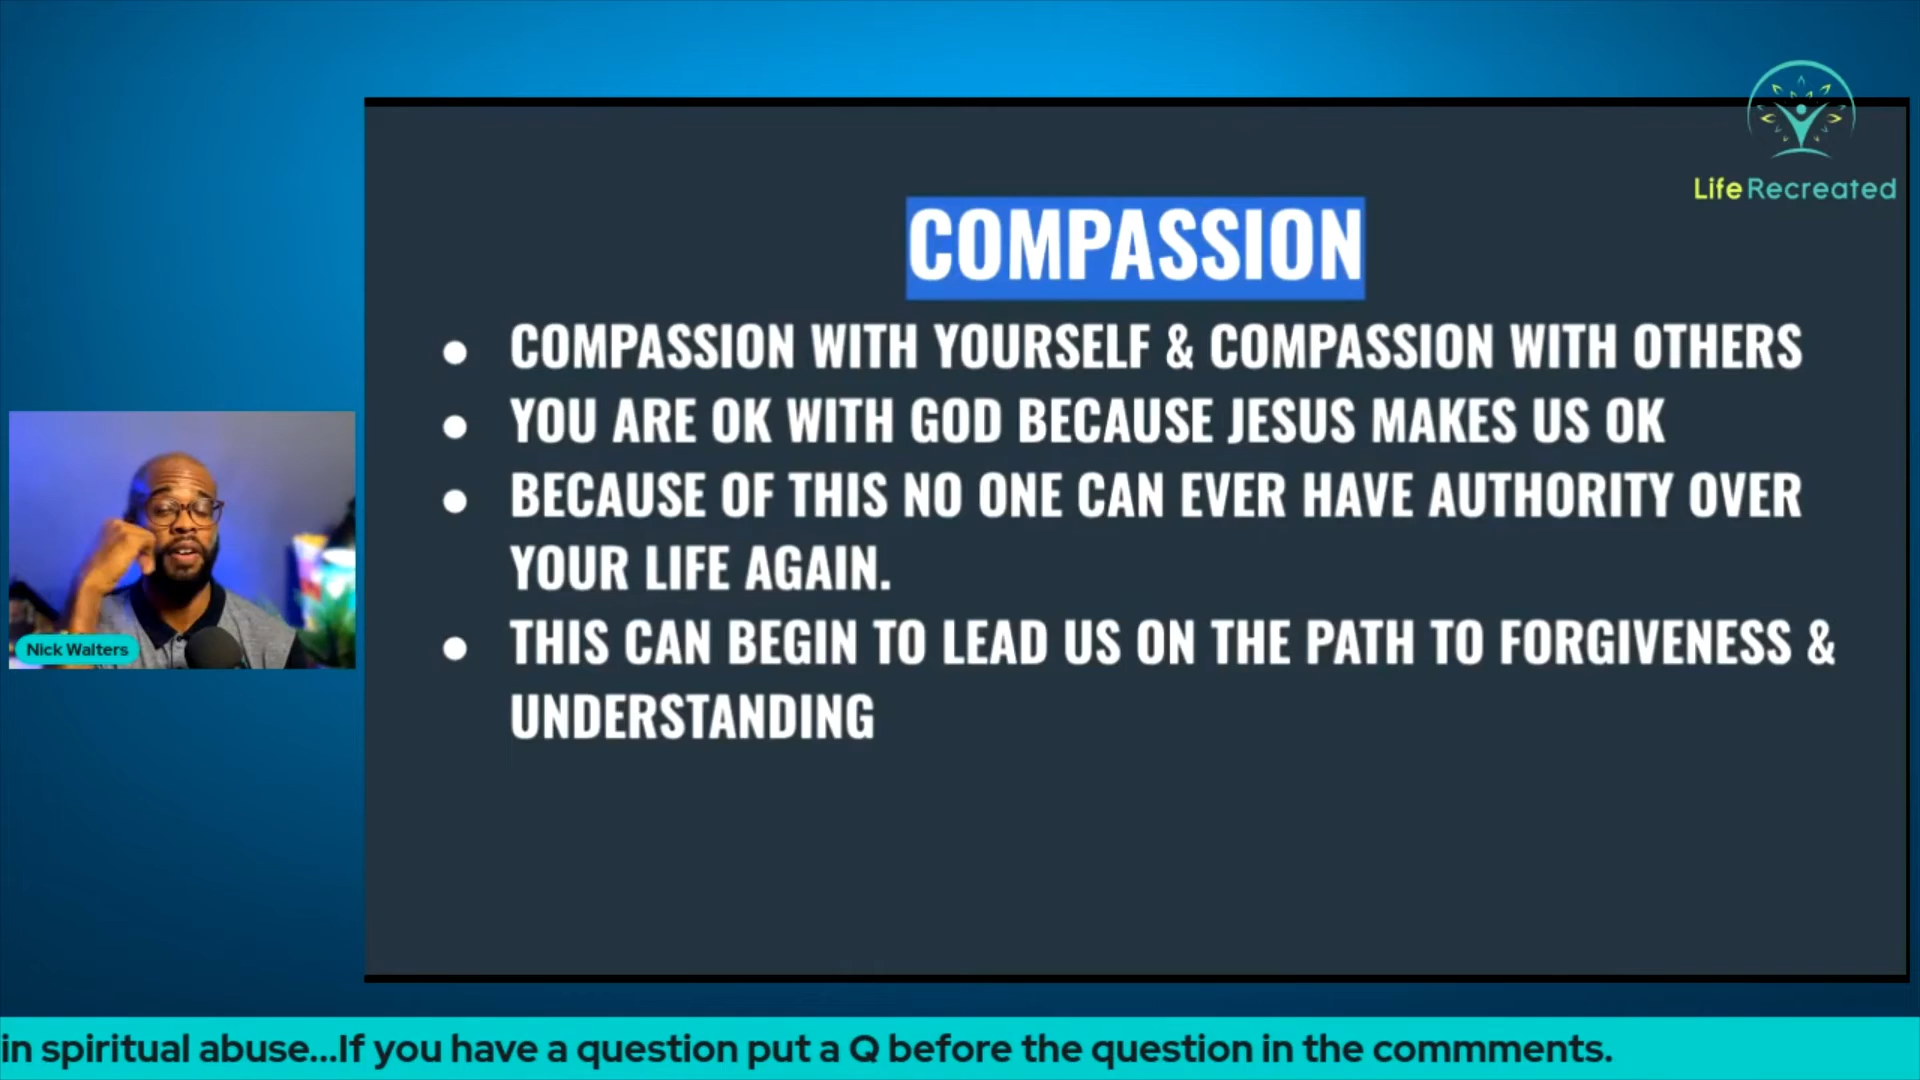 Life Recreated
COMPASSION
● COMPASSION WITH YOURSELF & COMPASSION WITH OTHERS
● YOU ARE OK WITH GOD BECAUSE JESUS MAKES US OK
● BECAUSE OF THIS NO ONE CAN EVER HAVE AUTHORITY OVER
YOUR LIFE AGAIN.
● THIS CAN BEGIN TO LEAD US ON THE PATH TO FORGIVENESS &
UNDERSTANDING
Nick Walters
in spiritual abuse...If you have a question put a Q before the question in the commments.